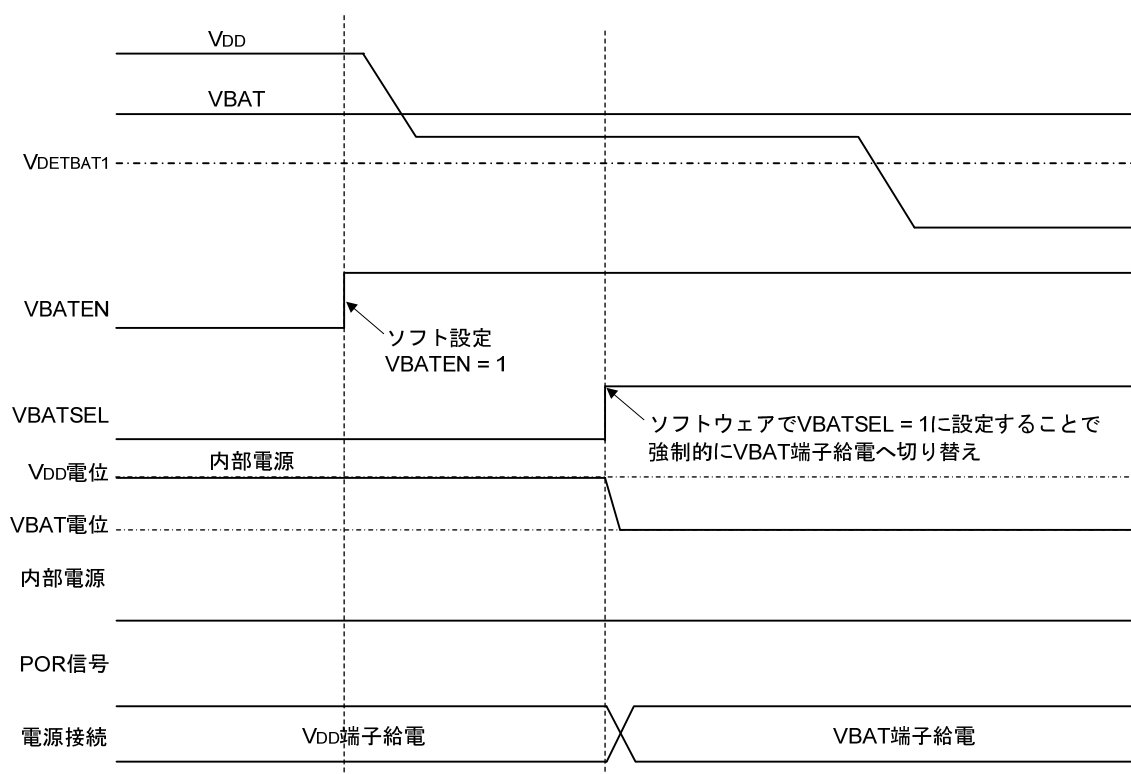 VDD
VBAT
VDETBAT1
VBATEN
ソフト設定
VBATEN = 1
VBATSEL
ソフトウェアでVBATSEL = 1に設定することで
強制的にVBAT端子給電へ切り替え
内部電源
VDD電位
VBAT電位
内部電源
POR信号
電源接続
VDD端子給電
VBAT端子給電